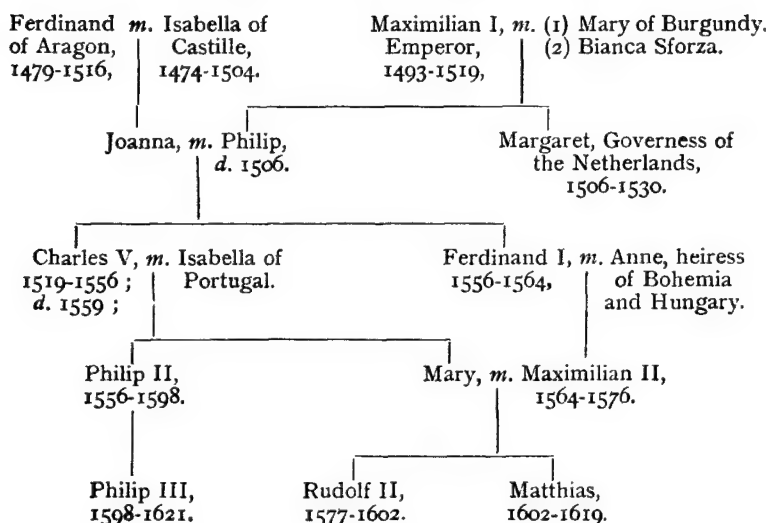 Ferdinand m. Isabella of
of Aragon, Castille,
1479-1516, 1474-1504.
Maximilian I, m. (1) Mary of Burgundy.
Emperor, (2) Bianca Sforza.
1493-1519,
Joanna, m. Philip,
d. 1506.
Margaret, Governess of
the Netherlands,
1506-1530.
Charles V, m. Isabella of
1519-1556 ; Portugal.
d. 1559 ;
Ferdinand I, m. Anne, heiress
1556-1564, of Bohemia
and Hungary.
Philip II,
1556-1598.
Mary, m. Maximilian II,
1564-1576.
Philip III,
1598-1621.
Rudolf II,
1577-1602.
Matthias,
1602-1619.